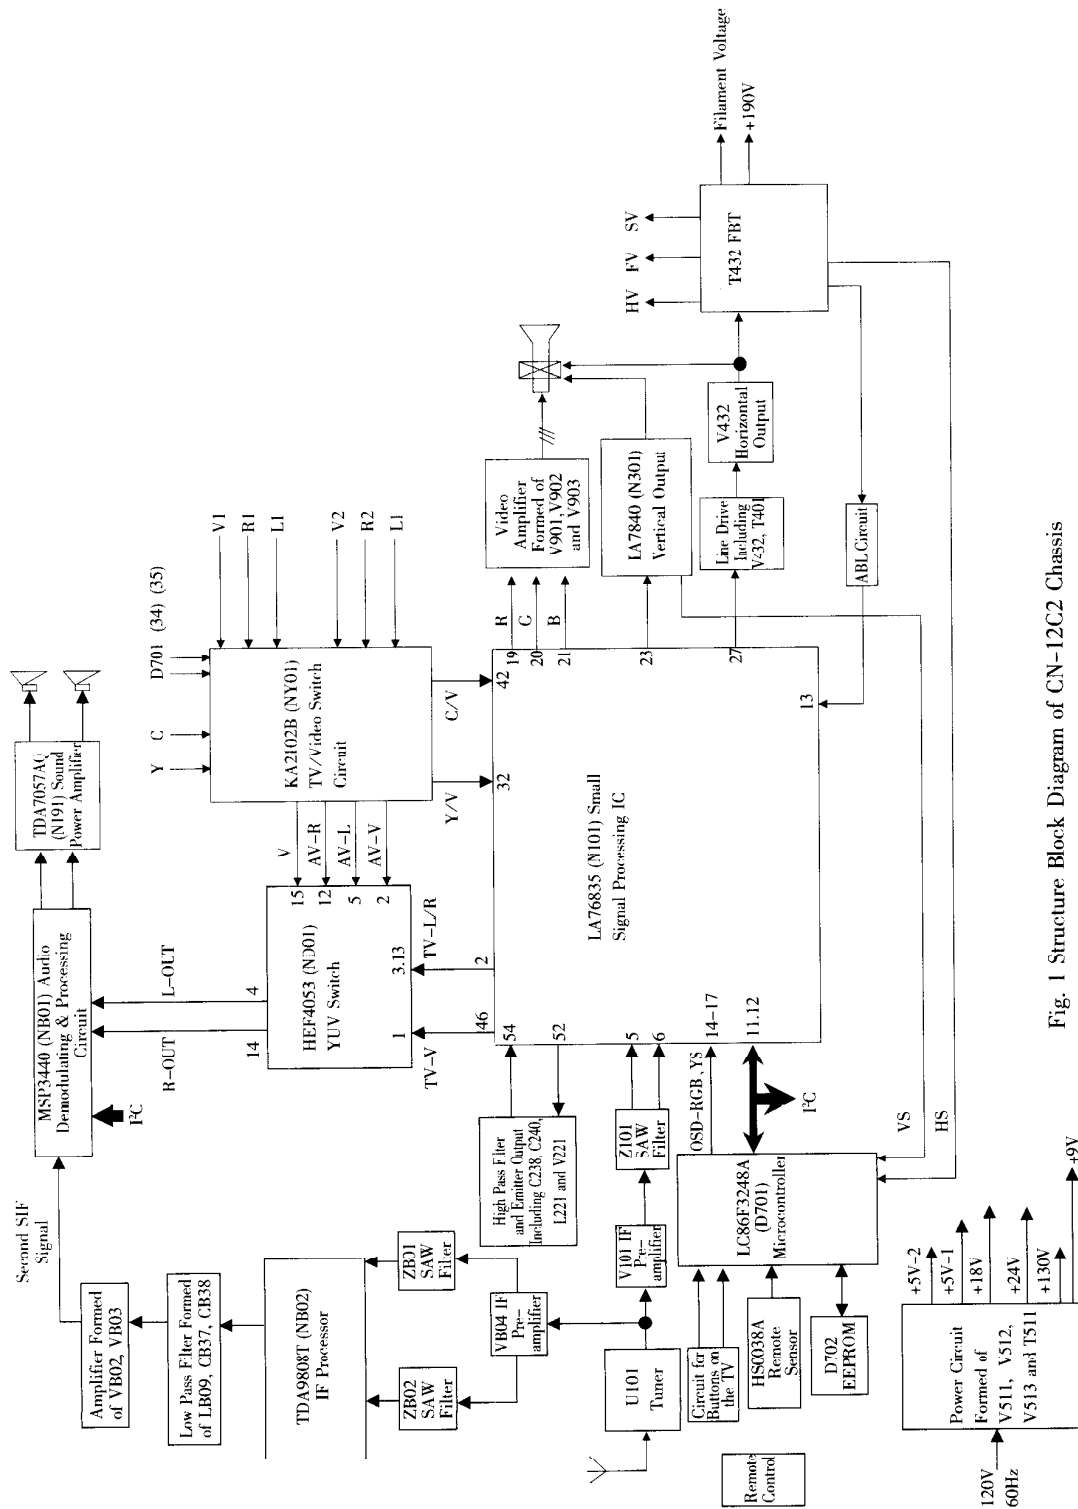 Second SIF
Signal
Amplifier Formed
of VB02, VB03
Low Pass Filter Formed
of LB09, CB37, CB38
TDA9808T (NB02)
IF Processor
ZB01
SAW
Filter
ZB02
SAW
Filter
VB04 IF
Pre-
amplifier
U101
Tuner
V101 IF
Pre-
amplifier
Z101
SAW
Filter
MSP3440 (NB01) Audio
Demodulating & Processing
Circuit
I²C
TDA7057AQ
(N191) Sound
Power Amplifier
R-OUT
L-OUT
14
4
HEF4053 (ND01)
YUV Switch
1
3.13
15
12
5
2
V
AV-R
AV-L
AV-V
TV-V
TV-L/R
46
2
Y
C
D701 (34) (35)
KA2102B (NY01)
TV/Video Switch
Circuit
V1
R1
L1
V2
R2
L1
Y/V
C/V
32
42
High Pass Filter
and Emitter Output
Including C238, C240,
L221 and V221
54
52
5
6
14-17
11.12
LA76835 (N101) Small
Signal Processing IC
19
20
21
23
27
13
R
G
B
Video
Amplifier
Formed of
V901,V902
and V903
LA7840 (N301)
Vertical Output
Line Drive
Including
V432, T401
V432
Horizontal
Output
ABL Circuit
T432 FBT
HV
FV
SV
Filament Voltage
+190V
OSD-RGB,YS
I²C
LC86F3248A
(D701)
Microcontroller
VS
HS
Circuit for
Buttons on
the TV
HS0038A
Remote
Sensor
D702
EEPROM
Remote
Control
120V
60Hz
Power Circuit
Formed of
V511, V512,
V513 and T511
+5V-2
+5V-1
+18V
+24V
+130V
+9V
Fig. 1 Structure Block Diagram of CN-12C2 Chassis